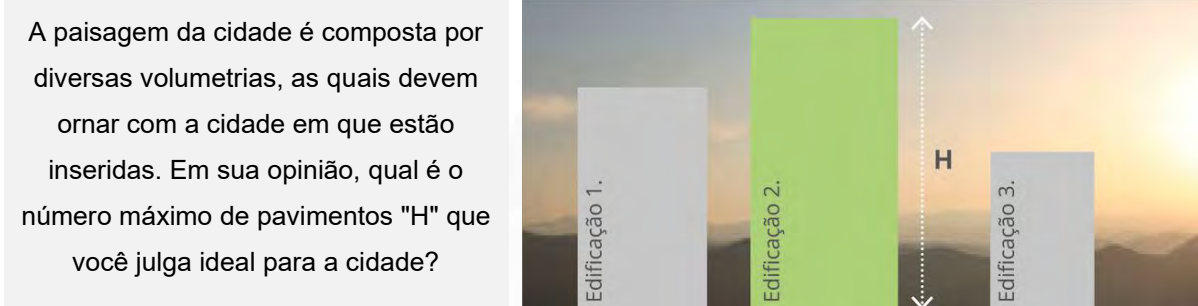 A paisagem da cidade é composta por
diversas volumetrias, as quais devem
ornar com a cidade em que estão
inseridas. Em sua opinião, qual é o
número máximo de pavimentos "H" que
você julga ideal para a cidade?
Edificação 1.
Edificação 2.
H
Edificação 3.